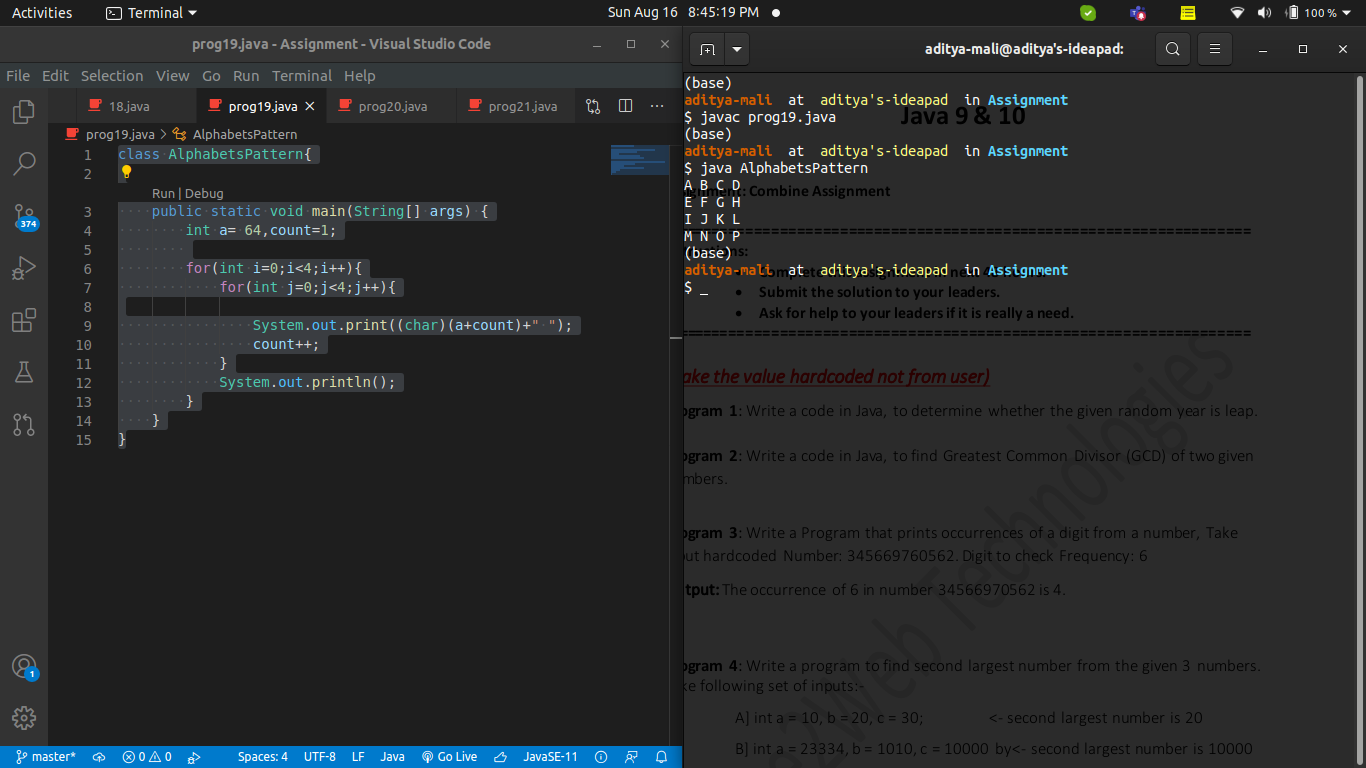 Activities Terminal Sun Aug 16 8:45:19 PM 100 %
prog19.java - Assignment - Visual Studio Code
File Edit Selection View Go Run Terminal Help
18.java prog19.java prog20.java prog21.java
prog19.java > AlphabetsPattern
1 class AlphabetsPattern{
2
Run | Debug
3 public static void main(String[] args) {
4 int a= 64,count=1;
5
6 for(int i=0;i<4;i++){
7 for(int j=0;j<4;j++){
8
9 System.out.print((char)(a+count)+" ");
10 count++;
11 }
12 System.out.println();
13 }
14 }
15 }
374
1
master* 0 0 Spaces: 4 UTF-8 LF Java Go Live JavaSE-11
aditya-mali@aditya's-ideapad:
(base)
aditya-mali at aditya's-ideapad in Assignment
$ javac prog19.java
(base)
aditya-mali at aditya's-ideapad in Assignment
$ java AlphabetsPattern
A B C D
E F G H
I J K L
M N O P
(base)
aditya-mali at aditya's-ideapad in Assignment
$ _
Java 9 & 10
Combine Assignment
• Submit the solution to your leaders.
• Ask for help to your leaders if it is really a need.
ake the value hardcoded not from user)
ogram 1: Write a code in Java, to determine whether the given random year is leap.
ogram 2: Write a code in Java, to find Greatest Common Divisor (GCD) of two given
mbers.
ogram 3: Write a Program that prints occurrences of a digit from a number, Take
ut hardcoded Number: 345669760562. Digit to check Frequency: 6
tput: The occurrence of 6 in number 34566970562 is 4.
ogram 4: Write a program to find second largest number from the given 3 numbers.
ke following set of inputs:-
A] int a = 10, b = 20, c = 30; <- second largest number is 20
B] int a = 23334, b = 1010, c = 10000 by<- second largest number is 10000
e2Web Technologies